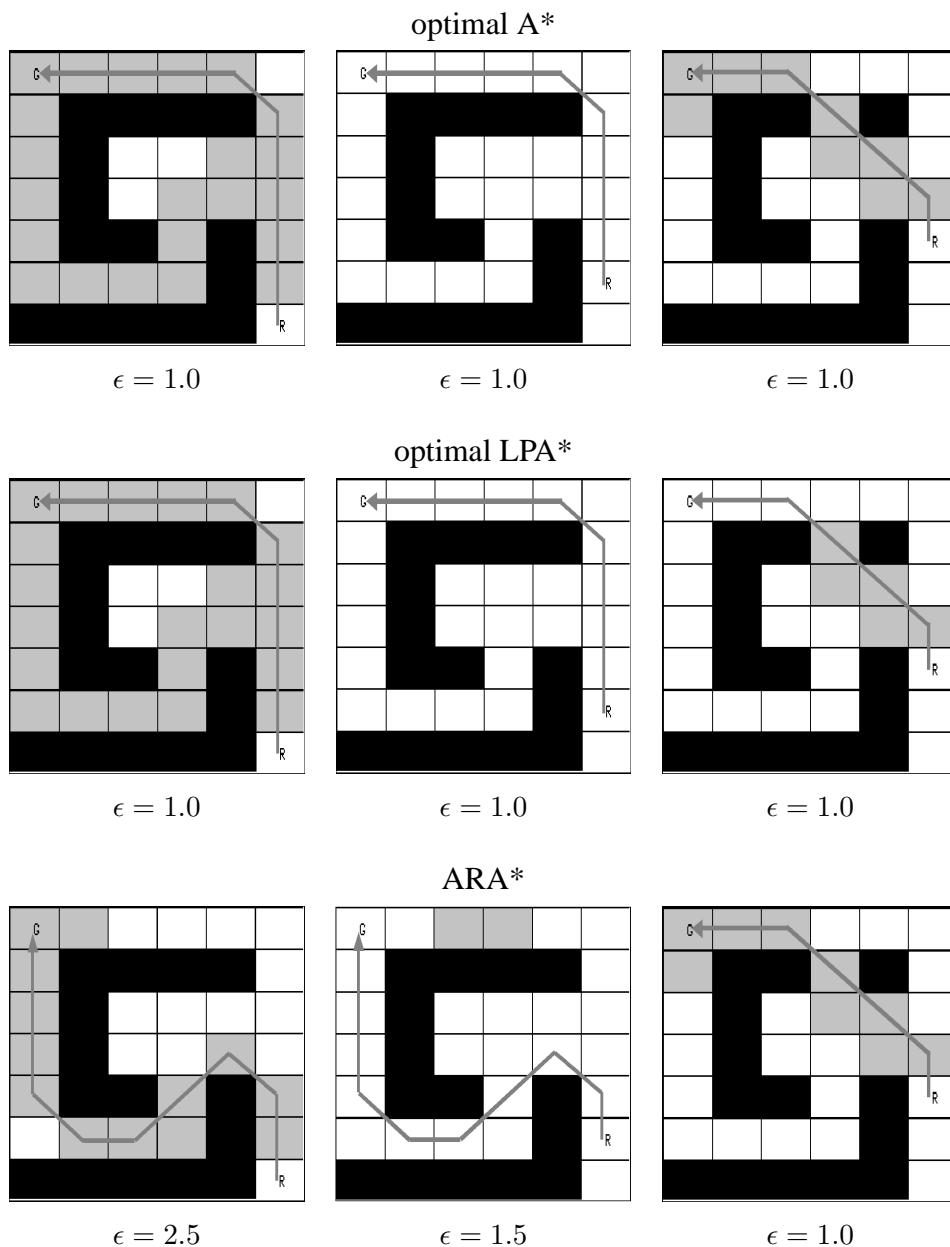 optimal A*
G G G
R
R
R
ϵ = 1.0 ϵ = 1.0 ϵ = 1.0
optimal LPA*
G G G
R
R
R
ϵ = 1.0 ϵ = 1.0 ϵ = 1.0
ARA*
G G G
R
R
R
ϵ = 2.5 ϵ = 1.5 ϵ = 1.0